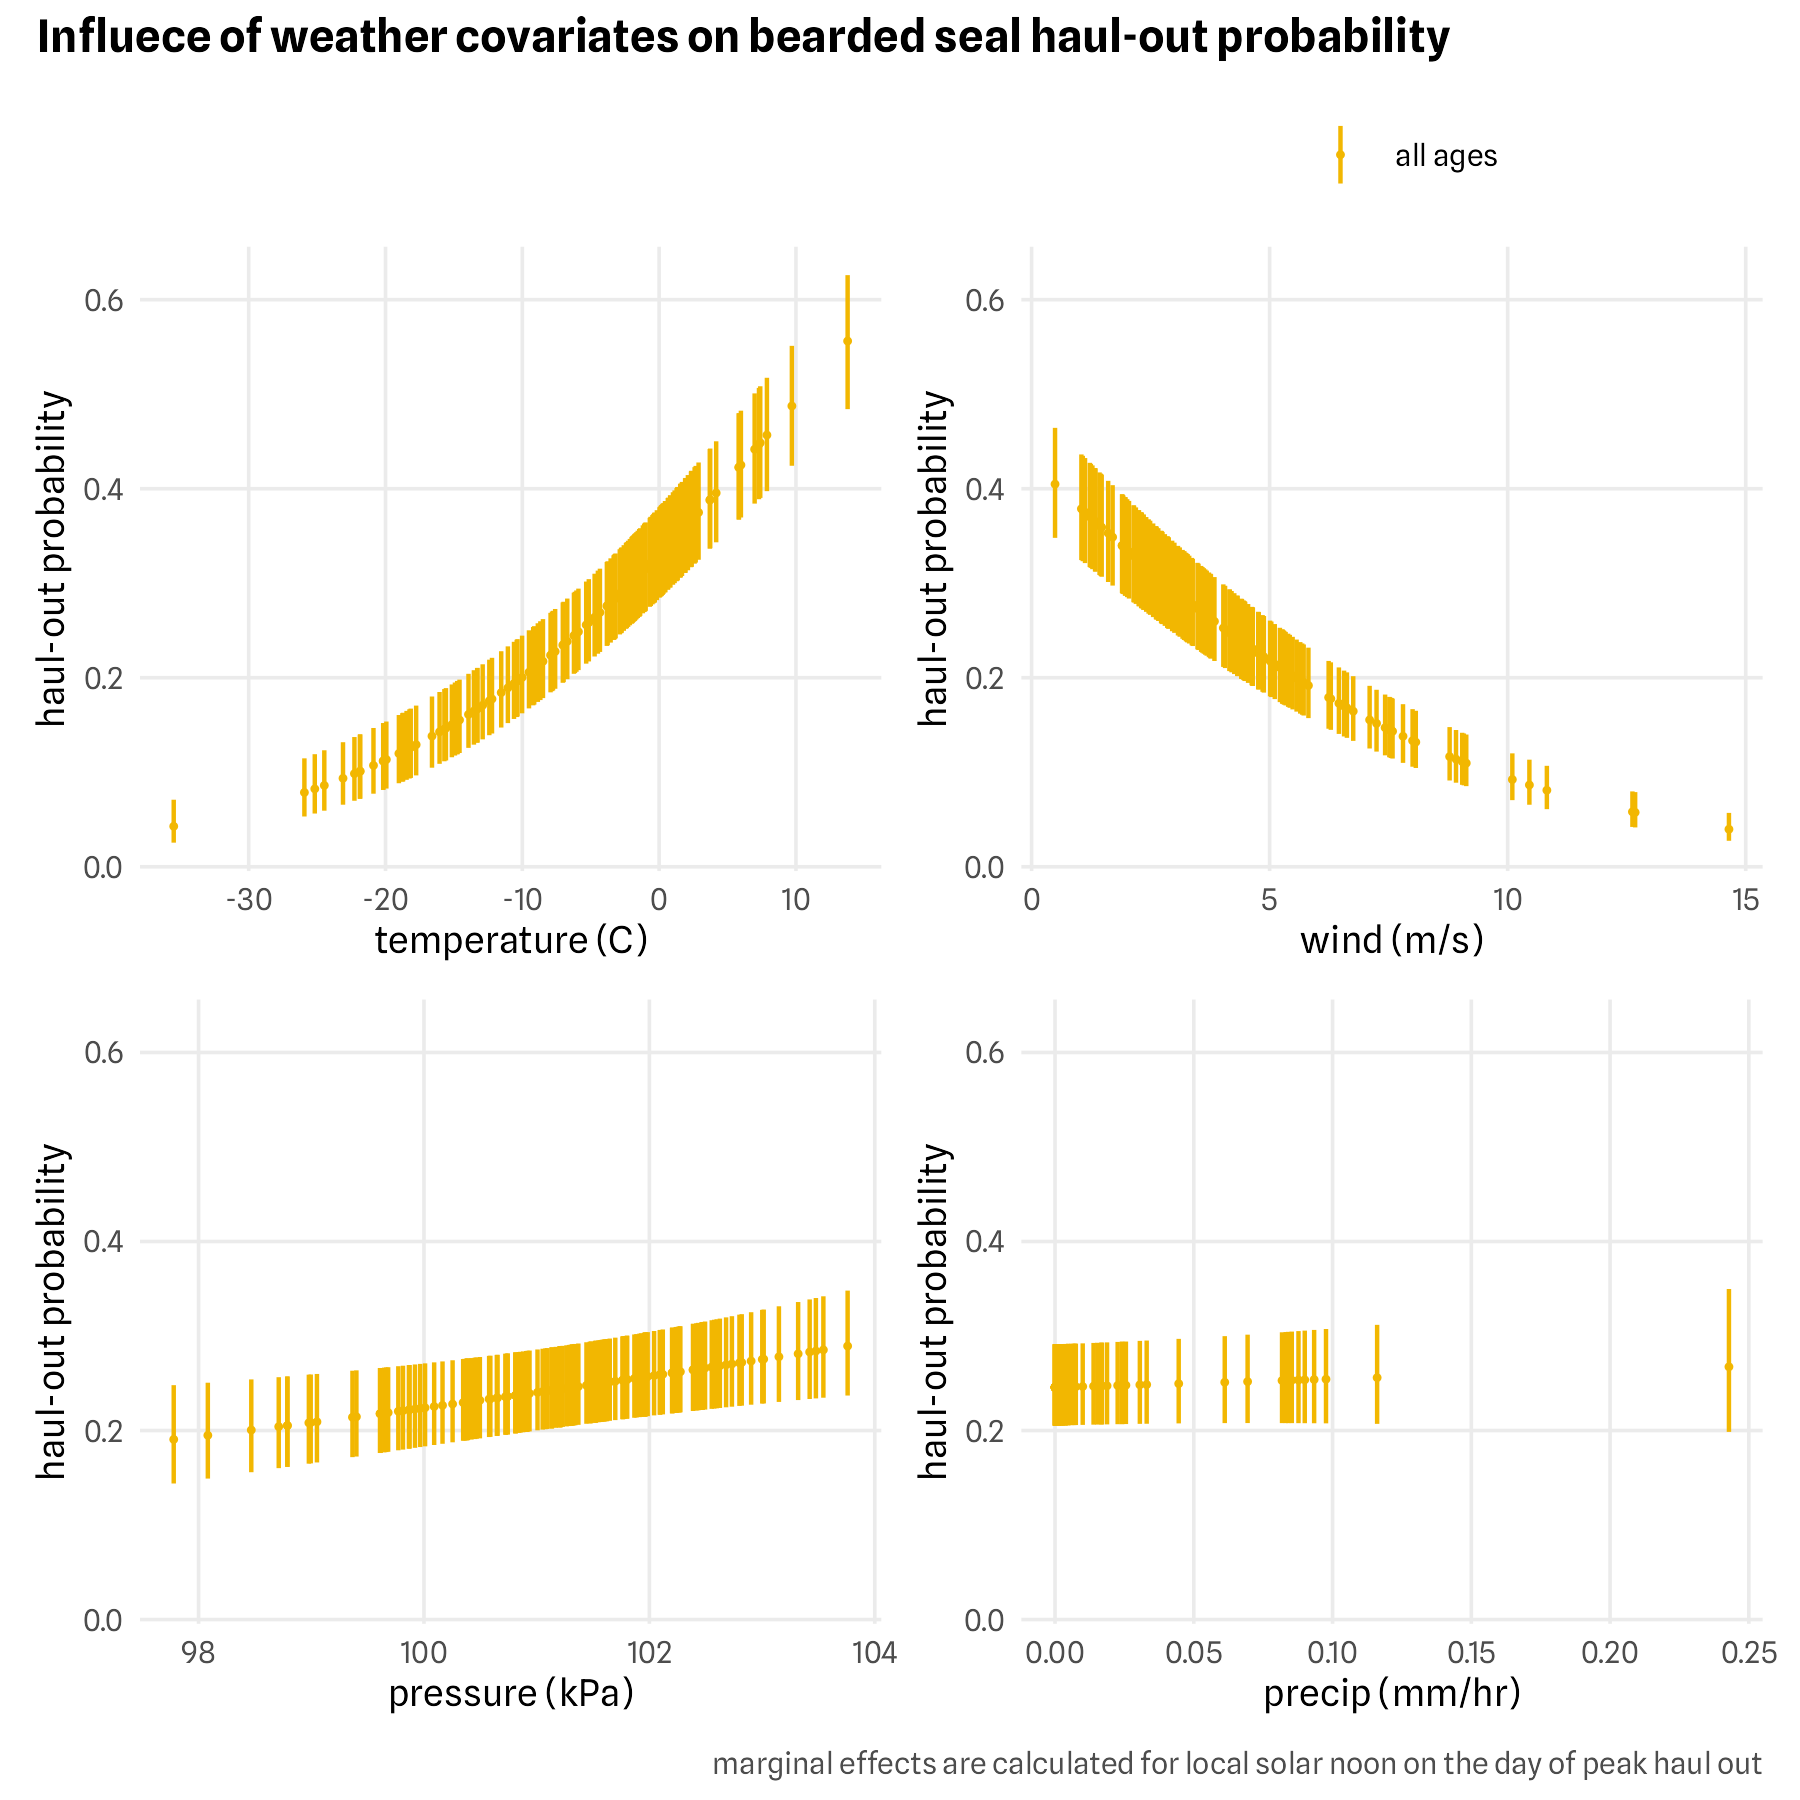 Influece of weather covariates on bearded seal haul-out probability
all ages
0.6
0.4
0.2
0.0
haul-out probability
-30 -20 -10 0 10
temperature (C)
0.6
0.4
0.2
0.0
haul-out probability
0 5 10 15
wind (m/s)
0.6
0.4
0.2
0.0
haul-out probability
98 100 102 104
pressure (kPa)
0.6
0.4
0.2
0.0
haul-out probability
0.00 0.05 0.10 0.15 0.20 0.25
precip (mm/hr)
marginal effects are calculated for local solar noon on the day of peak haul out